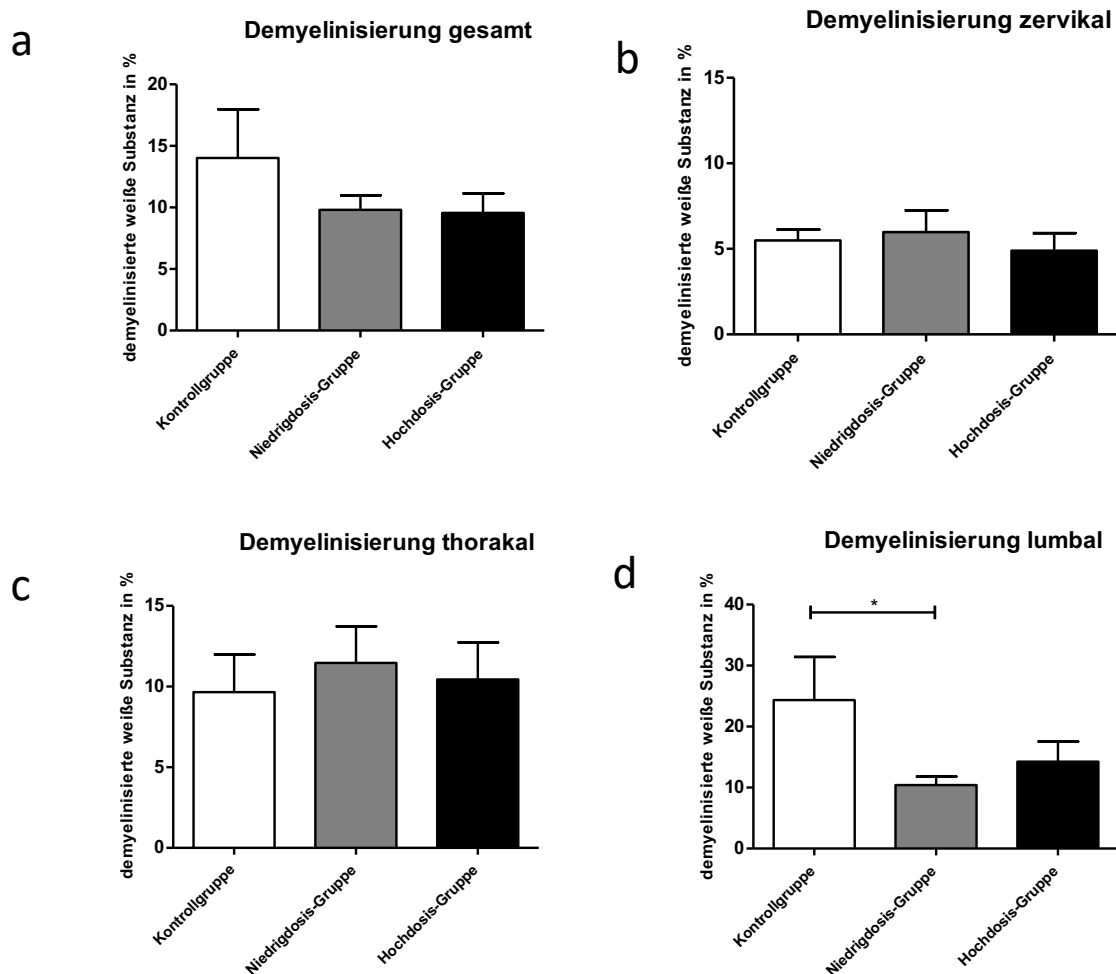 a
Demyelinisierung gesamt
demyelinisierte weiße Substanz in %
20
15
10
5
0
Kontrollgruppe
Niedrigdosis-Gruppe
Hochdosis-Gruppe
b
Demyelinisierung zervikal
demyelinisierte weiße Substanz in %
15
10
5
0
Kontrollgruppe
Niedrigdosis-Gruppe
Hochdosis-Gruppe
c
Demyelinisierung thorakal
demyelinisierte weiße Substanz in %
15
10
5
0
Kontrollgruppe
Niedrigdosis-Gruppe
Hochdosis-Gruppe
d
Demyelinisierung lumbal
demyelinisierte weiße Substanz in %
40
30
20
10
0
*
Kontrollgruppe
Niedrigdosis-Gruppe
Hochdosis-Gruppe